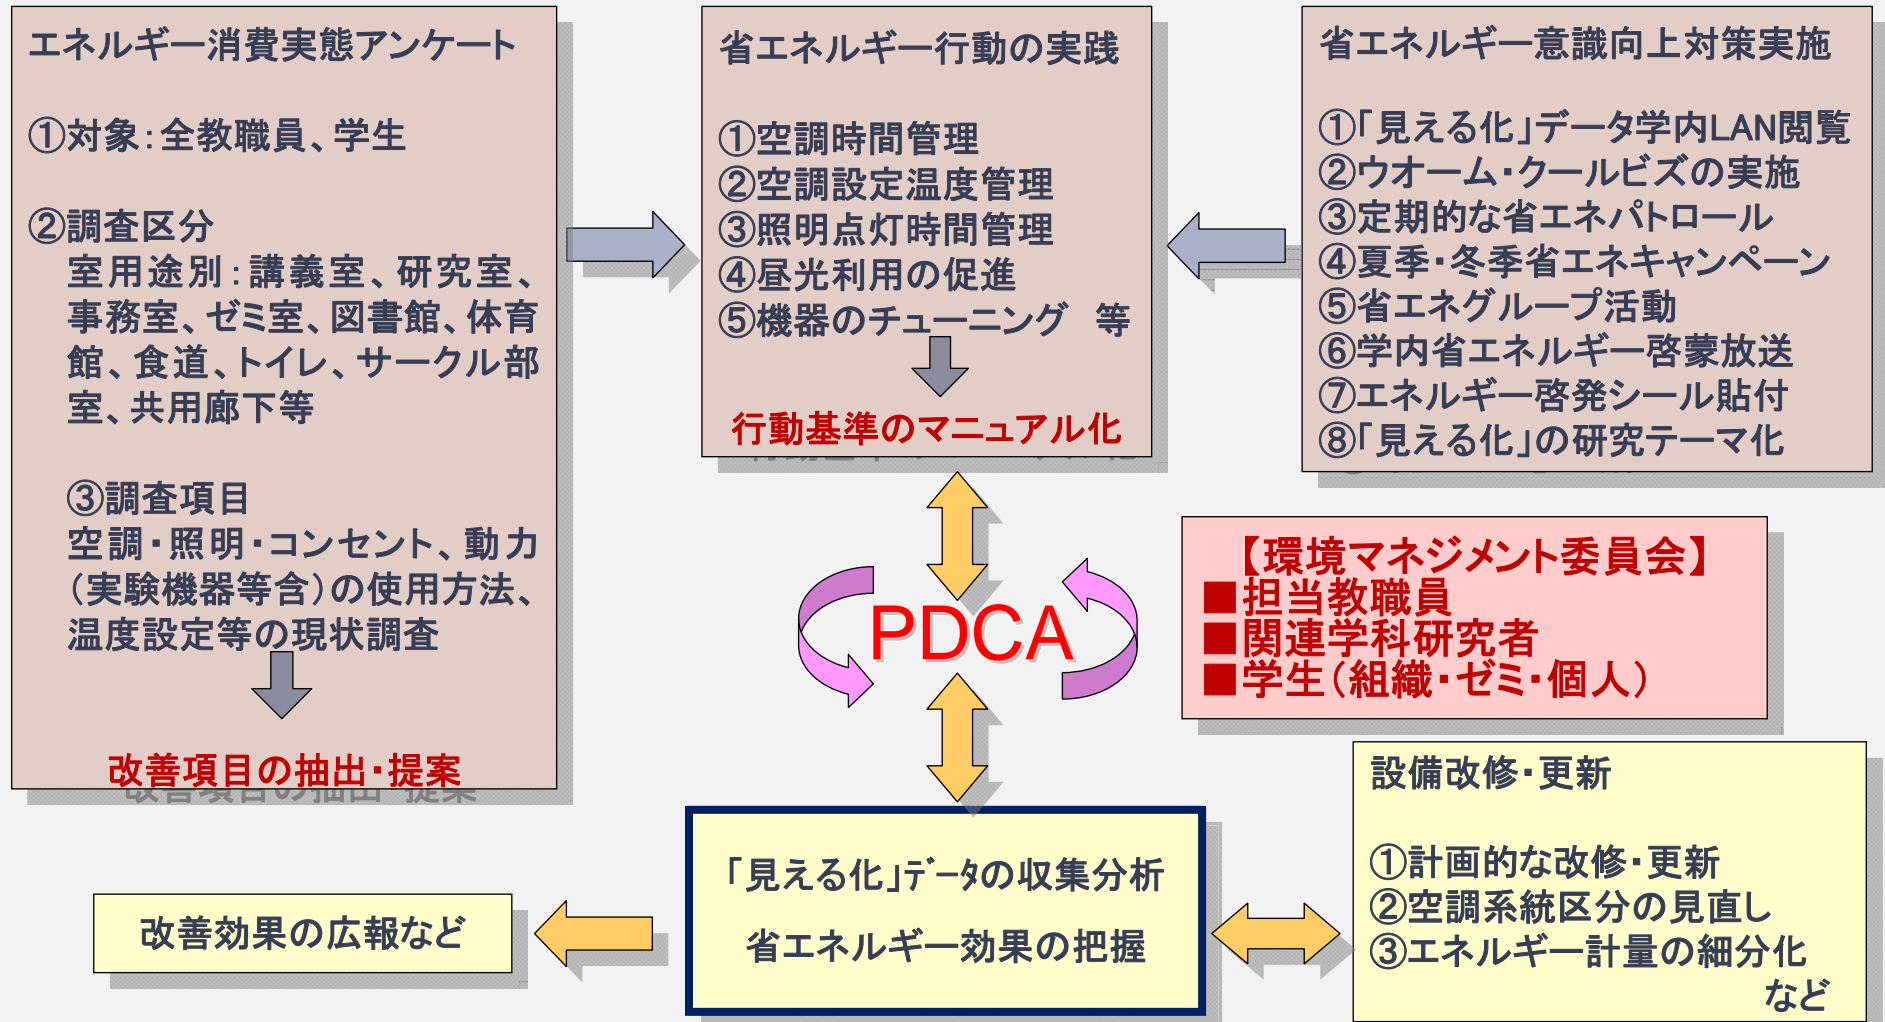 エネルギー消費実態アンケート
①対象：全教職員、学生
②調査区分
室用途別：講義室、研究室、
事務室、ゼミ室、図書館、体育
館、食道、トイレ、サークル部
室、共用廊下等
③調査項目
空調・照明・コンセント、動力
（実験機器等含）の使用方法、
温度設定等の現状調査
改善項目の抽出・提案
省エネルギー行動の実践
①空調時間管理
②空調設定温度管理
③照明点灯時間管理
④昼光利用の促進
⑤機器のチューニング　等
行動基準のマニュアル化
省エネルギー意識向上対策実施
①「見える化」データ学内LAN閲覧
②ウオーム・クールビズの実施
③定期的な省エネパトロール
④夏季・冬季省エネキャンペーン
⑤省エネグループ活動
⑥学内省エネルギー啓蒙放送
⑦エネルギー啓発シール貼付
⑧「見える化」の研究テーマ化
PDCA
【環境マネジメント委員会】
■担当教職員
■関連学科研究者
■学生（組織・ゼミ・個人）
「見える化」ﾃﾞｰﾀの収集分析
省エネルギー効果の把握
改善効果の広報など
設備改修・更新
①計画的な改修・更新
②空調系統区分の見直し
③エネルギー計量の細分化
など